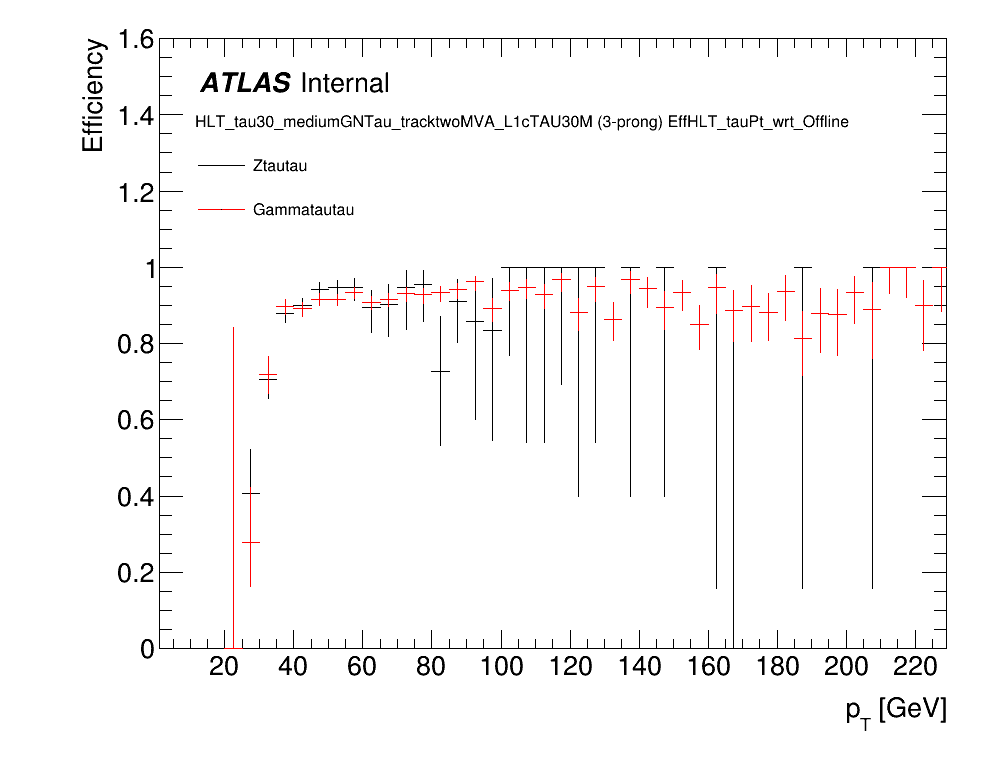 1.6
Efficiency
ATLAS Internal
1.4
HLT_tau30_mediumGNTau_tracktwoMVA_L1cTAU30M (3-prong) EffHLT_tauPt_wrt_Offline
Ztautau
1.2
Gammatautau
1
0.8
0.6
0.4
0.2
0
20 40 60 80 100 120 140 160 180 200 220
p_T [GeV]